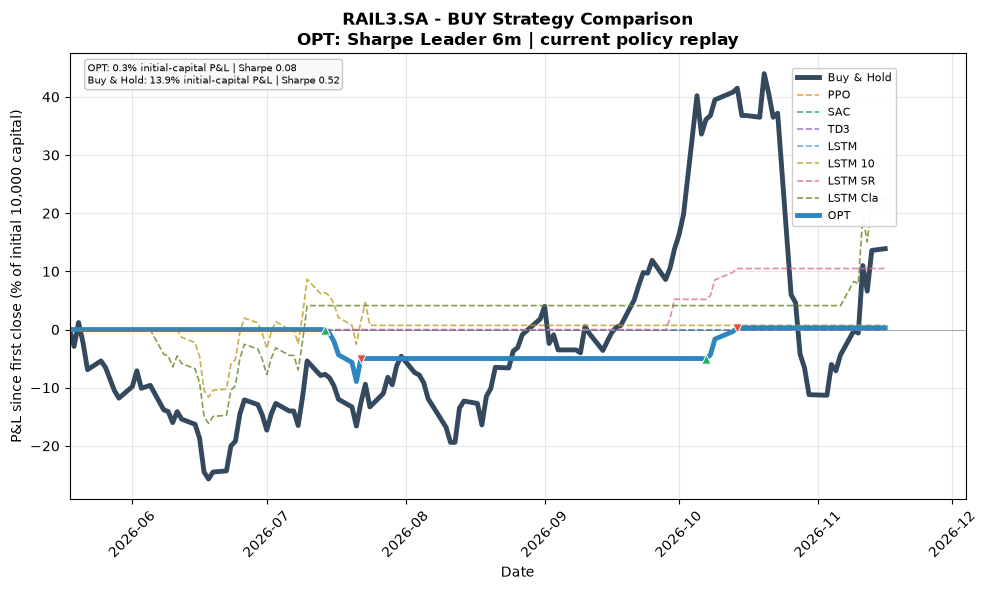 RAIL3.SA - BUY Strategy Comparison
OPT: Sharpe Leader 6m | current policy replay
OPT: 0.3% initial-capital P&L | Sharpe 0.08
Buy & Hold: 13.9% initial-capital P&L | Sharpe 0.52
Buy & Hold
PPO
SAC
TD3
LSTM
LSTM 10
LSTM SR
LSTM Cla
OPT
P&L since first close (% of initial 10,000 capital)
40
30
20
10
0
−10
−20
2026-06
2026-07
2026-08
2026-09
2026-10
2026-11
2026-12
Date